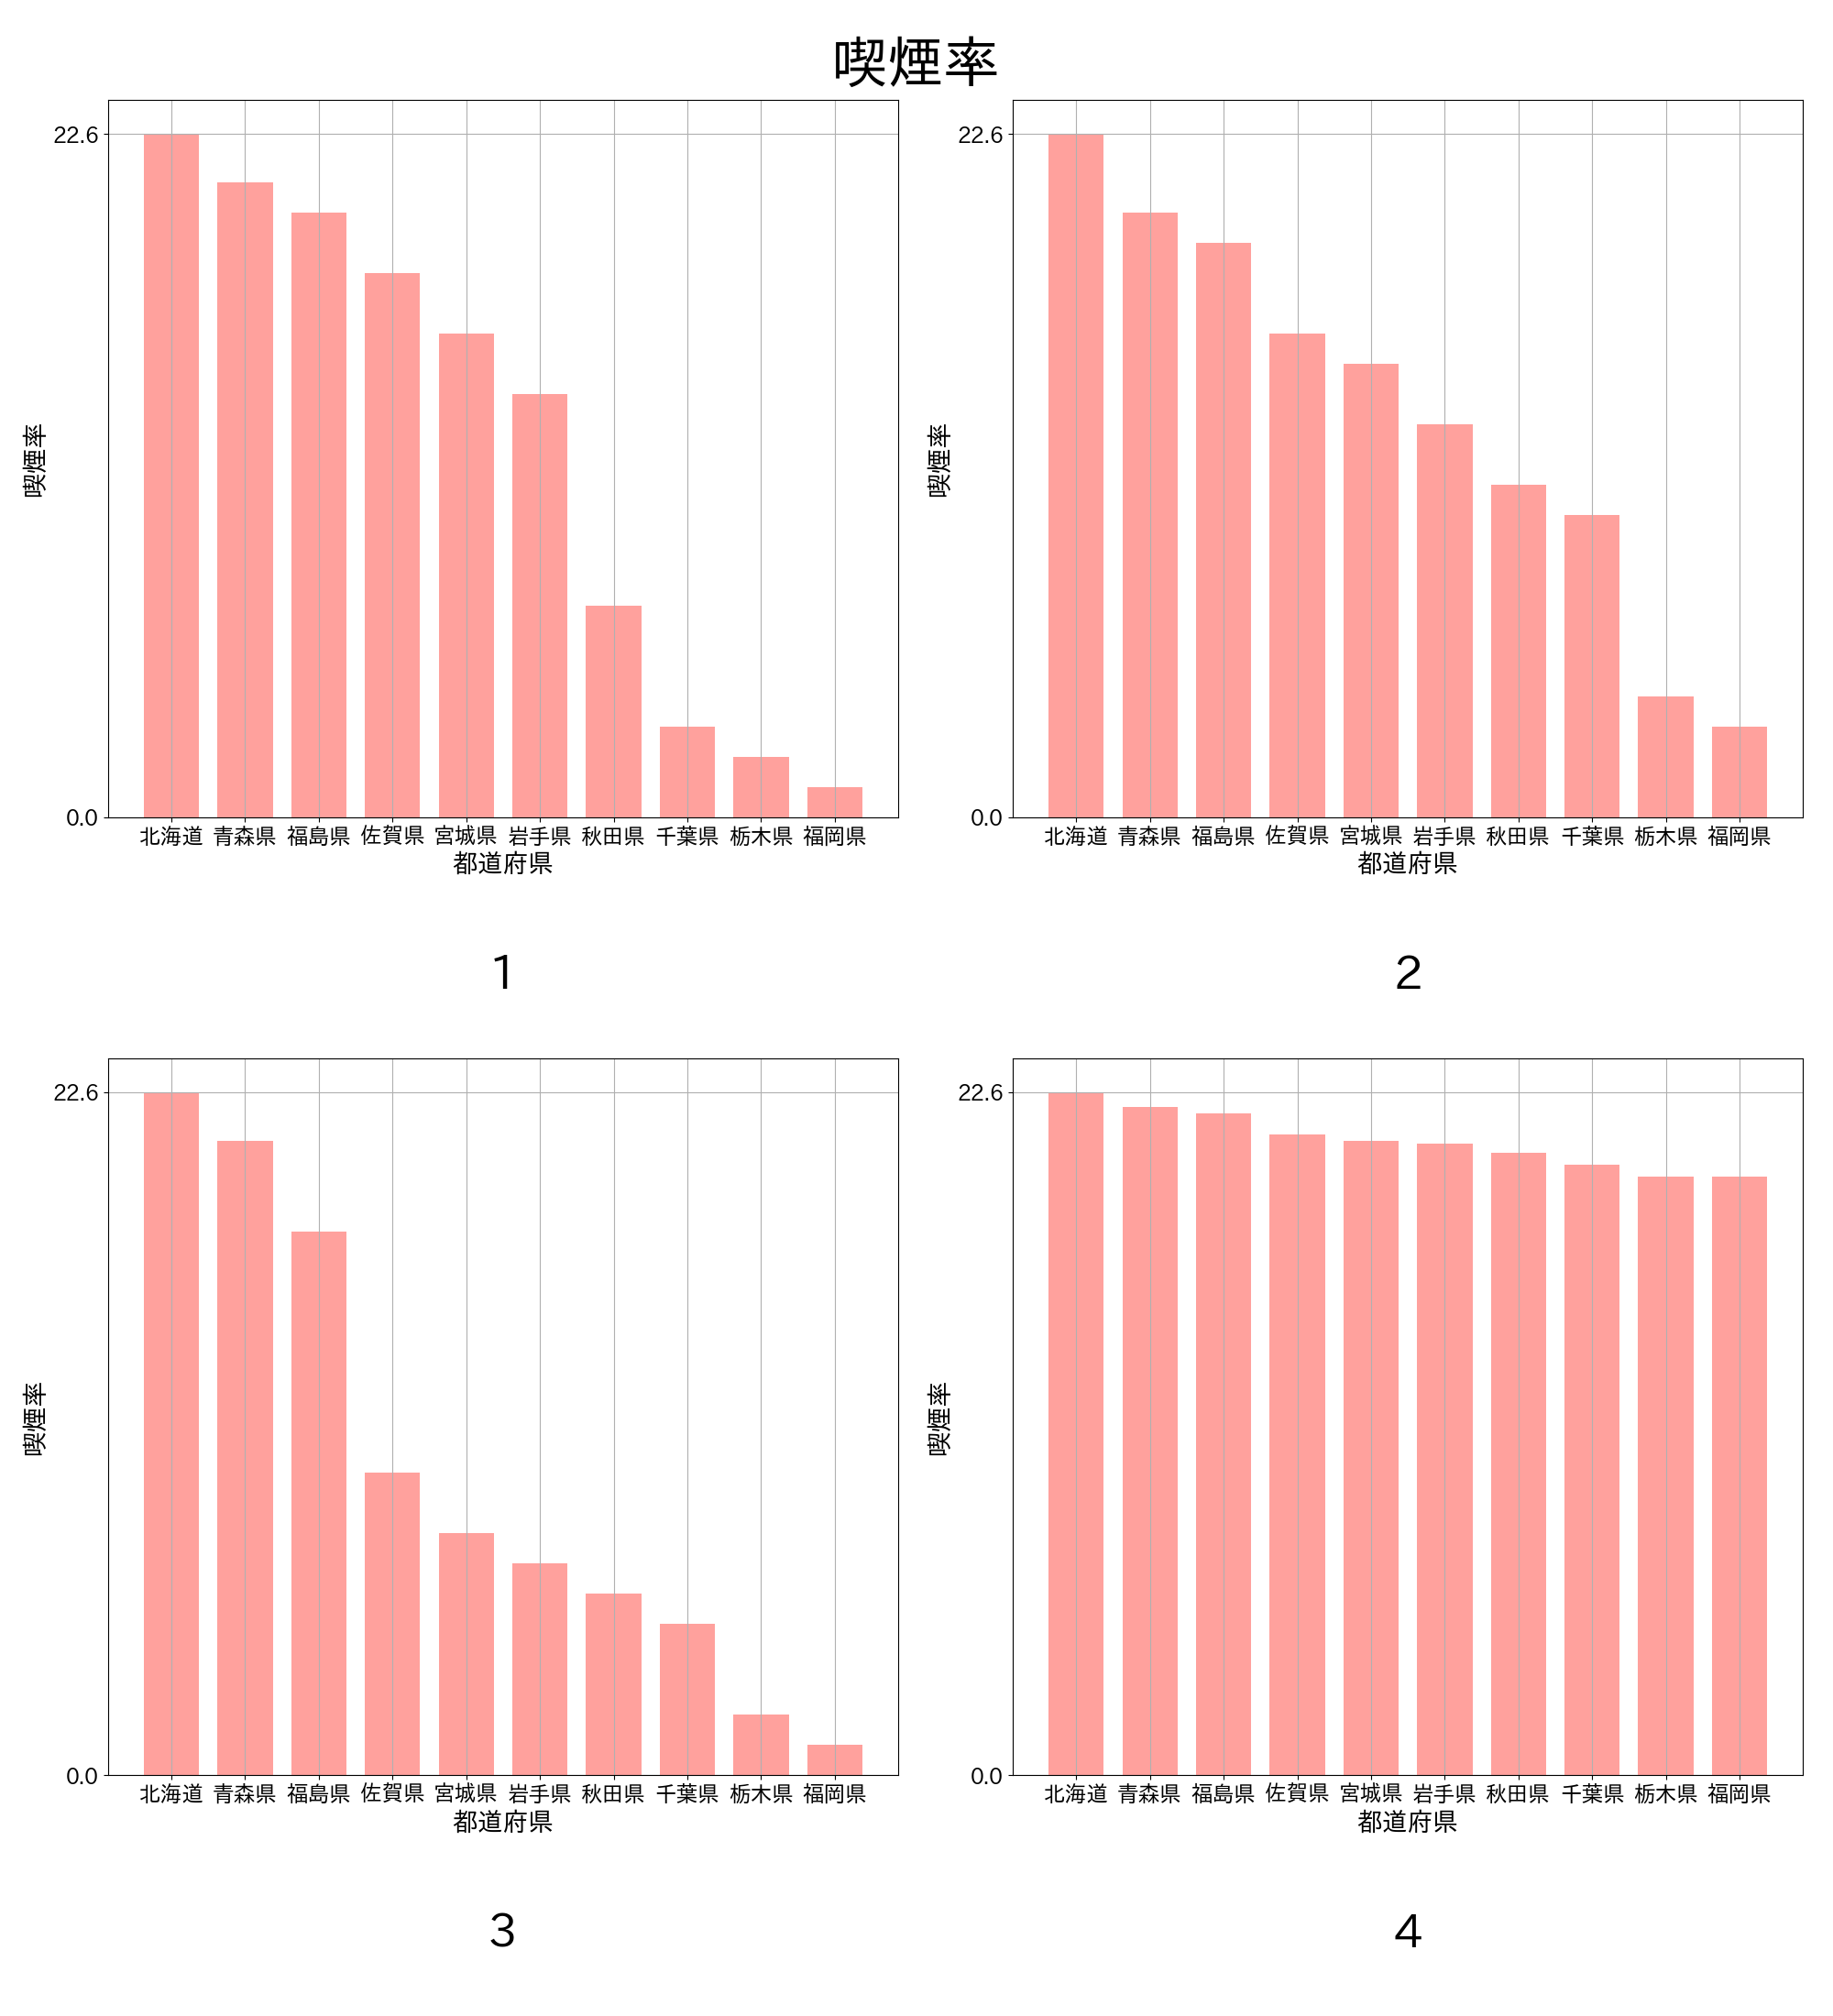 喫煙率
22.6
0.0
喫煙率
北海道 青森県 福島県 佐賀県 宮城県 岩手県 秋田県 千葉県 栃木県 福岡県
都道府県
1
22.6
0.0
喫煙率
北海道 青森県 福島県 佐賀県 宮城県 岩手県 秋田県 千葉県 栃木県 福岡県
都道府県
2
22.6
0.0
喫煙率
北海道 青森県 福島県 佐賀県 宮城県 岩手県 秋田県 千葉県 栃木県 福岡県
都道府県
3
22.6
0.0
喫煙率
北海道 青森県 福島県 佐賀県 宮城県 岩手県 秋田県 千葉県 栃木県 福岡県
都道府県
4